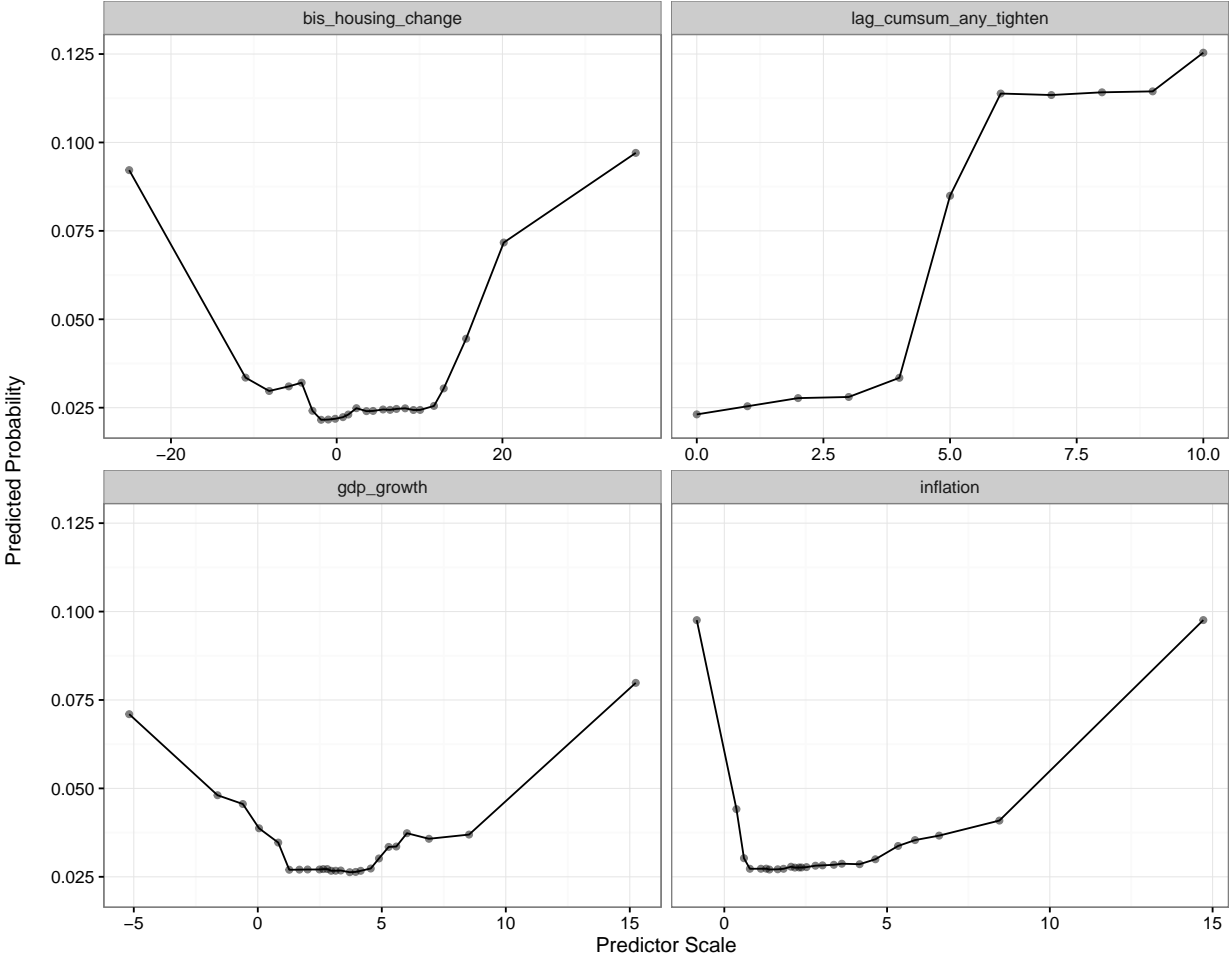 bis_housing_change
lag_cumsum_any_tighten
0.125
0.100
0.075
0.050
0.025
−20 0 20
0.0 2.5 5.0 7.5 10.0
gdp_growth
inflation
0.125
0.100
0.075
0.050
0.025
−5 0 5 10 15
0 5 10 15
Predicted Probability
Predictor Scale